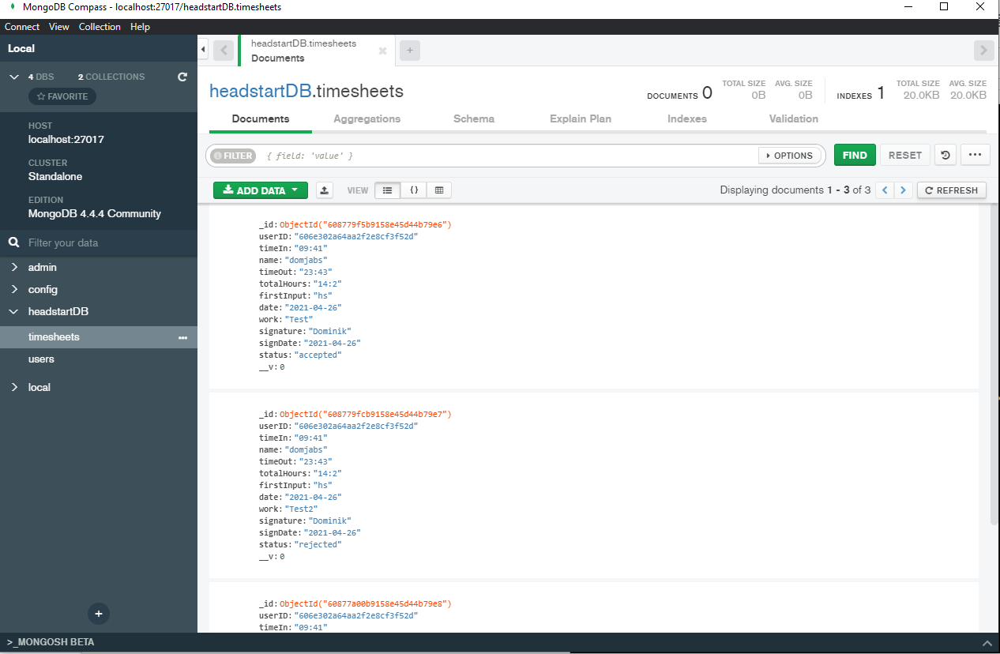 MongoDB Compass - localhost:27017/headstartDB.timesheets
Connect View Collection Help
Local
4 DBS 2 COLLECTIONS
FAVORITE
HOST
localhost:27017
CLUSTER
Standalone
EDITION
MongoDB 4.4.4 Community
Filter your data
admin
config
headstartDB
timesheets
users
local
headstartDB.timesheets
Documents
headstartDB.timesheets
DOCUMENTS 0 TOTAL SIZE 0B AVG. SIZE 0B INDEXES 1 TOTAL SIZE 20.0KB AVG. SIZE 20.0KB
Documents Aggregations Schema Explain Plan Indexes Validation
FILTER { field: 'value' } OPTIONS FIND RESET
ADD DATA VIEW {} Displaying documents 1 - 3 of 3 REFRESH
_id: ObjectId("608779f5b9158e45d44b79e6")
userID: "606e302a64aa2f2e8cf3f52d"
timeIn: "09:41"
name: "domjabs"
timeOut: "23:43"
totalHours: "14:2"
firstInput: "hs"
date: "2021-04-26"
work: "Test"
signature: "Dominik"
signDate: "2021-04-26"
status: "accepted"
__v: 0
_id: ObjectId("608779fcb9158e45d44b79e7")
userID: "606e302a64aa2f2e8cf3f52d"
timeIn: "09:41"
name: "domjabs"
timeOut: "23:43"
totalHours: "14:2"
firstInput: "hs"
date: "2021-04-26"
work: "Test2"
signature: "Dominik"
signDate: "2021-04-26"
status: "rejected"
__v: 0
_id: ObjectId("60877a00b9158e45d44b79e8")
userID: "606e302a64aa2f2e8cf3f52d"
timeIn: "09:41"
>_MONGOSH BETA